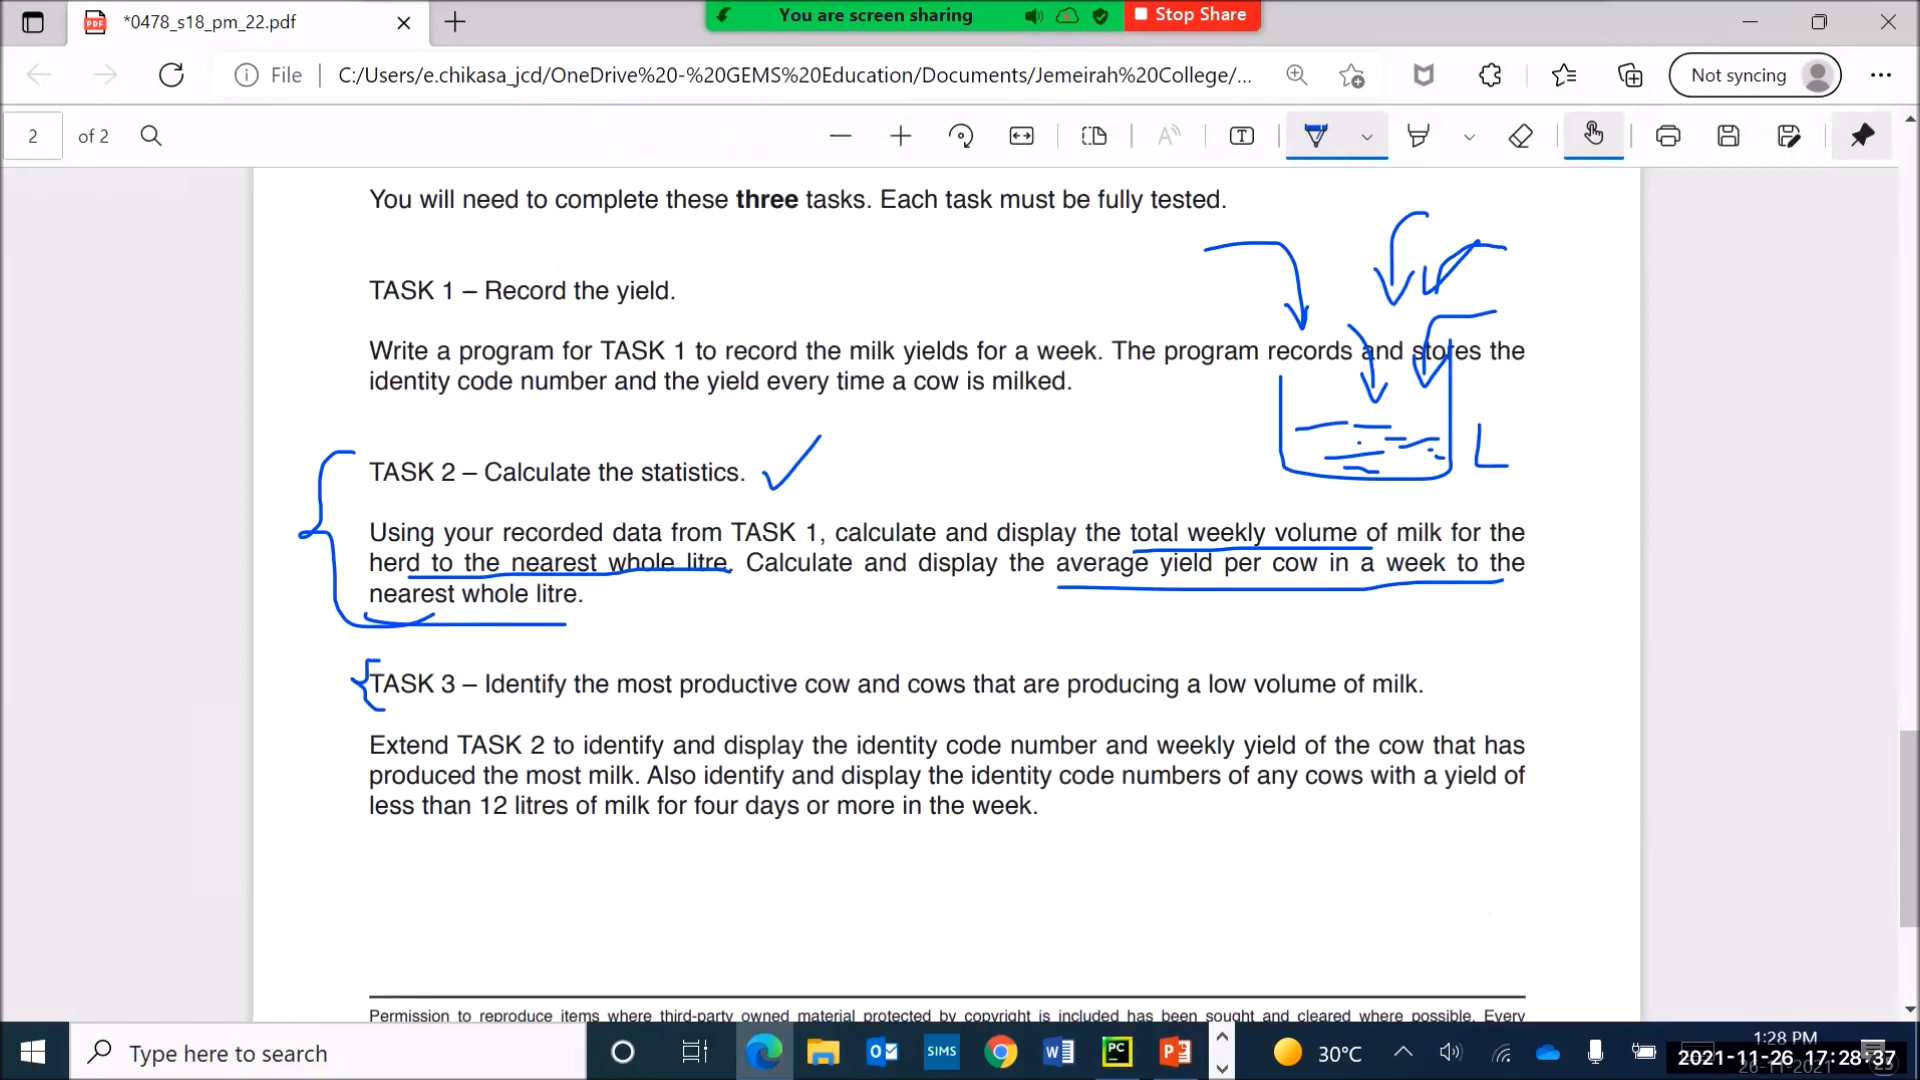 *0478_s18_pm_22.pdf
You are screen sharing
Stop Share
File
C:/Users/e.chikasa_jcd/OneDrive%20-%20GEMS%20Education/Documents/Jemeirah%20College/...
Not syncing
2 of 2
You will need to complete these three tasks. Each task must be fully tested.
TASK 1 – Record the yield.
Write a program for TASK 1 to record the milk yields for a week. The program records and stores the
identity code number and the yield every time a cow is milked.
L
TASK 2 – Calculate the statistics.
Using your recorded data from TASK 1, calculate and display the total weekly volume of milk for the
herd to the nearest whole litre. Calculate and display the average yield per cow in a week to the
nearest whole litre.
TASK 3 – Identify the most productive cow and cows that are producing a low volume of milk.
Extend TASK 2 to identify and display the identity code number and weekly yield of the cow that has
produced the most milk. Also identify and display the identity code numbers of any cows with a yield of
less than 12 litres of milk for four days or more in the week.
Permission to reproduce items where third-party owned material protected by copyright is included has been sought and cleared where possible. Every
Type here to search
SIMS
30°C
1:28 PM
2021-11-26 17:28:37
26-11-2021